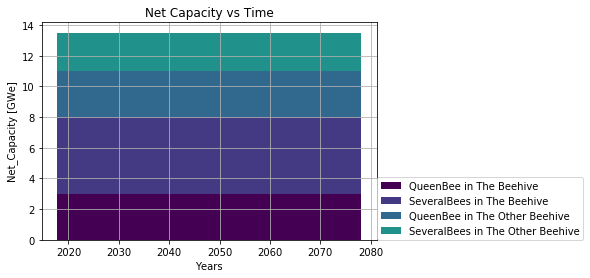 Net Capacity vs Time
Net_Capacity [GWe]
14
12
10
8
6
4
2
0
2020 2030 2040 2050 2060 2070 2080
Years
QueenBee in The Beehive
SeveralBees in The Beehive
QueenBee in The Other Beehive
SeveralBees in The Other Beehive